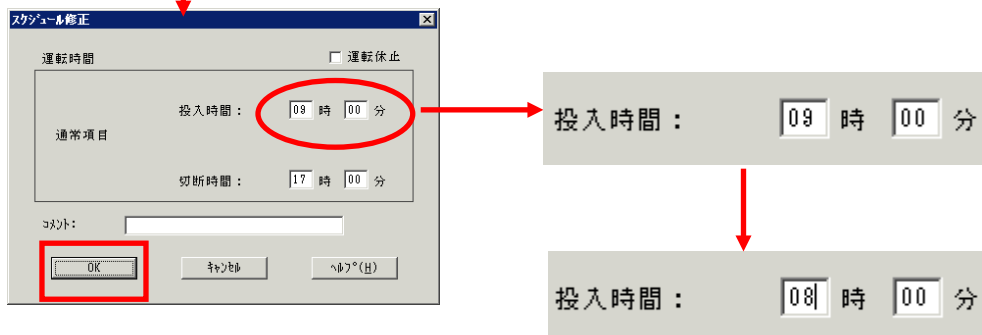 スケジュール修正
運転時間
運転休止
通常項目
投入時間： 09 時 00 分
切断時間： 17 時 00 分
コメント：
OK
キャンセル
ヘルプ(H)
投入時間： 09 時 00 分
投入時間： 08 時 00 分